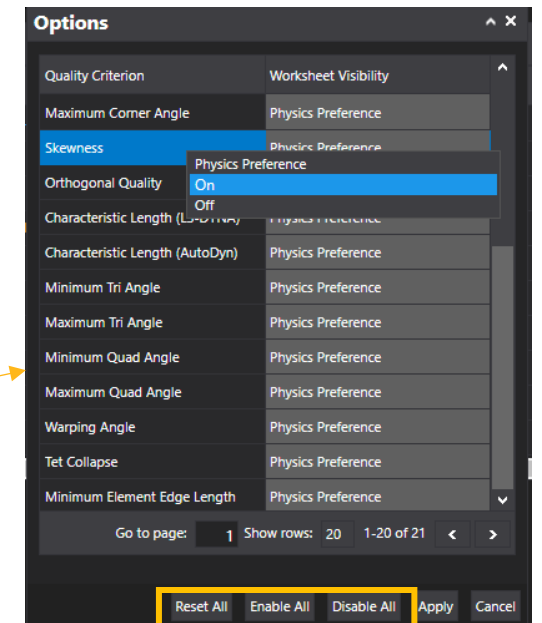 Options
Quality Criterion Worksheet Visibility
Maximum Corner Angle Physics Preference
Skewness Physics Preference
Physics Preference
Orthogonal Quality On
Off
Characteristic Length (LS-DYNA) Physics Preference
Characteristic Length (AutoDyn) Physics Preference
Minimum Tri Angle Physics Preference
Maximum Tri Angle Physics Preference
Minimum Quad Angle Physics Preference
Maximum Quad Angle Physics Preference
Warping Angle Physics Preference
Tet Collapse Physics Preference
Minimum Element Edge Length Physics Preference
Go to page: 1 Show rows: 20 1-20 of 21 < >
Reset All Enable All Disable All Apply Cancel